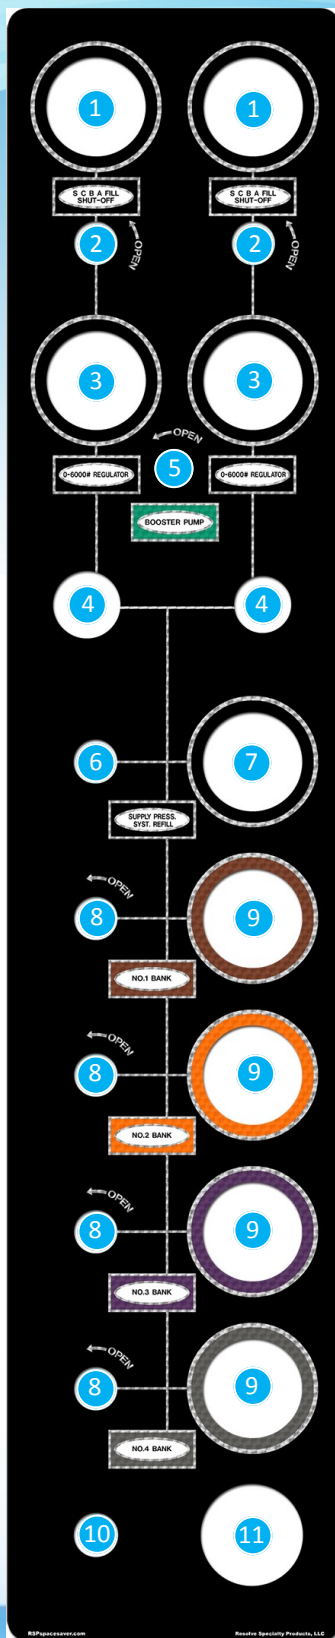 1 1
S C B A FILL SHUT-OFF S C B A FILL SHUT-OFF
2 OPEN 2 OPEN
3 3
OPEN
5
0-6000# REGULATOR 0-6000# REGULATOR
BOOSTER PUMP
4 4
6 7
SUPPLY PRESS.
SYST. REFILL
OPEN
8 9
NO.1 BANK
OPEN
8 9
NO.2 BANK
OPEN
8 9
NO.3 BANK
OPEN
8 9
NO.4 BANK
10 11
RSPspacesaver.com Resolve Specialty Products, LLC